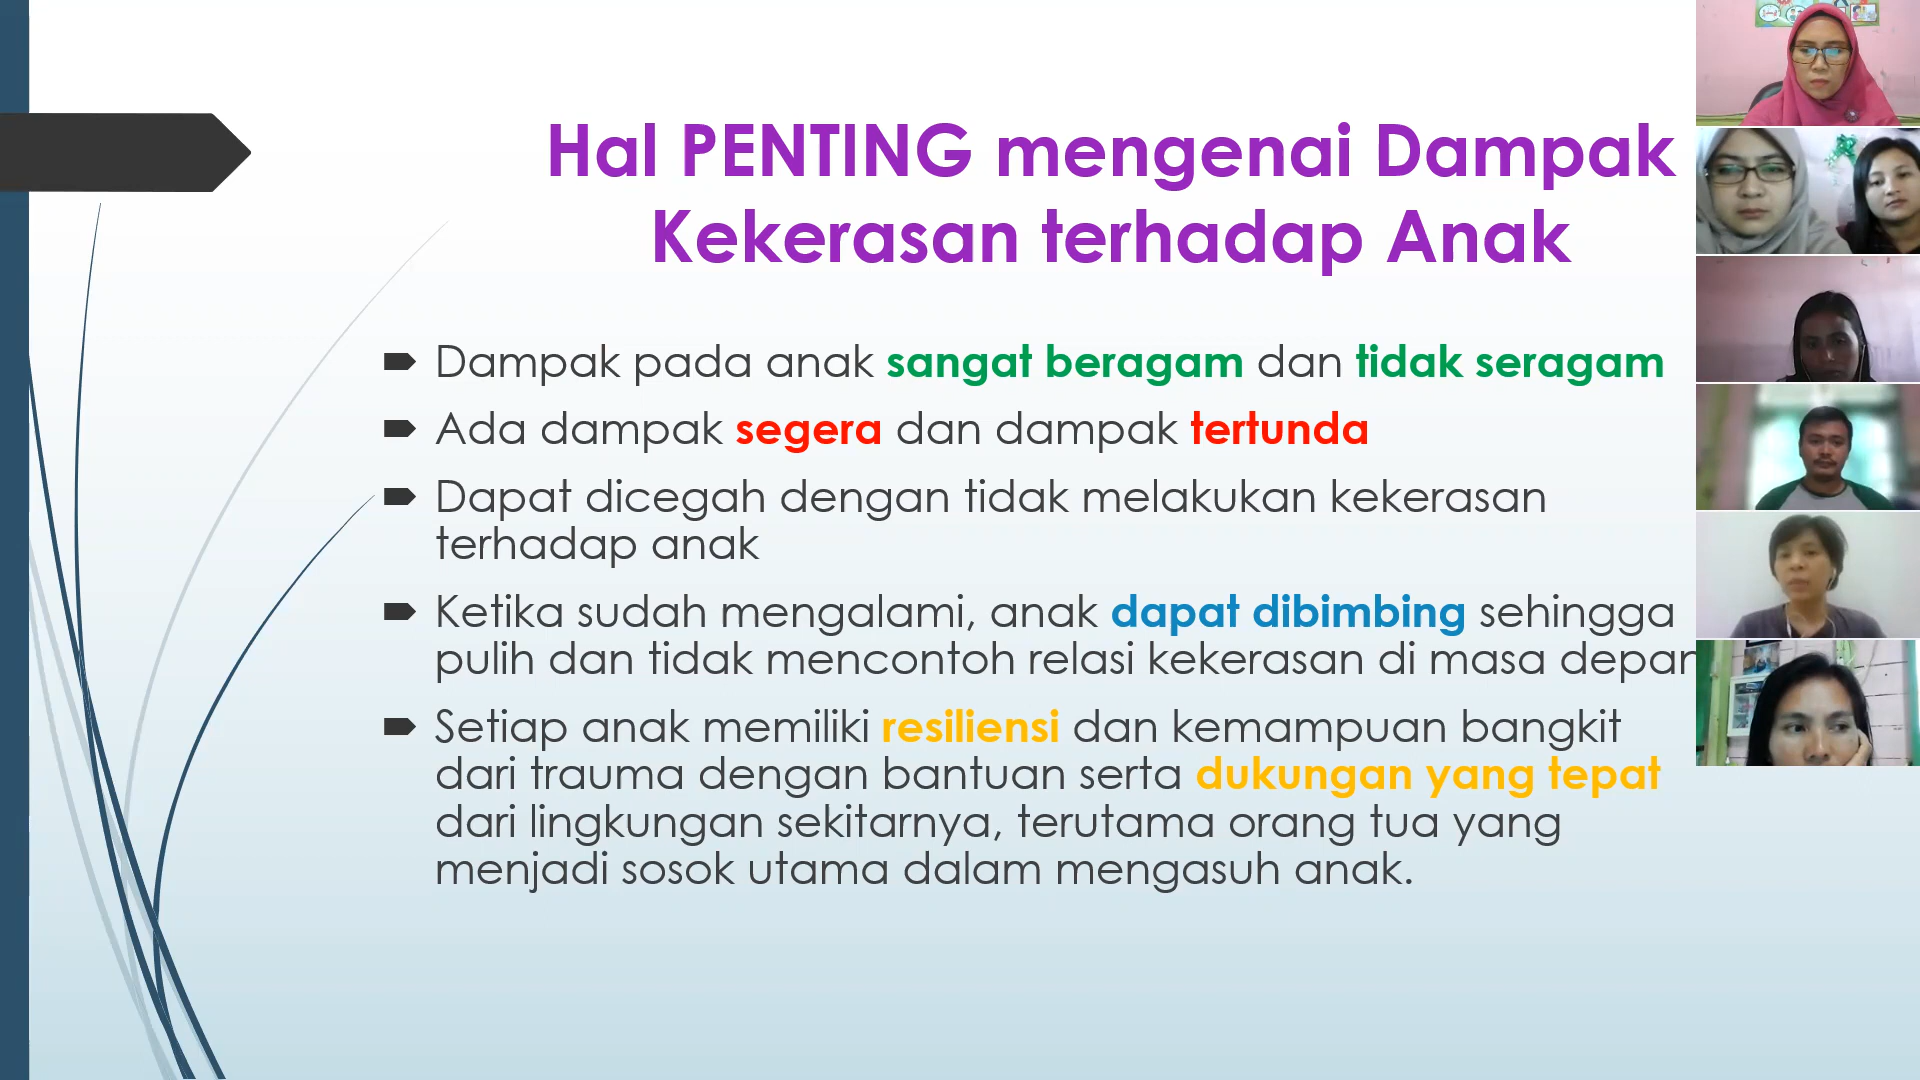 Hal PENTING mengenai Dampak
Kekerasan terhadap Anak
Dampak pada anak sangat beragam dan tidak seragam
Ada dampak segera dan dampak tertunda
Dapat dicegah dengan tidak melakukan kekerasan
terhadap anak
Ketika sudah mengalami, anak dapat dibimbing sehingga
pulih dan tidak mencontoh relasi kekerasan di masa depan
Setiap anak memiliki resiliensi dan kemampuan bangkit
dari trauma dengan bantuan serta dukungan yang tepat
dari lingkungan sekitarnya, terutama orang tua yang
menjadi sosok utama dalam mengasuh anak.